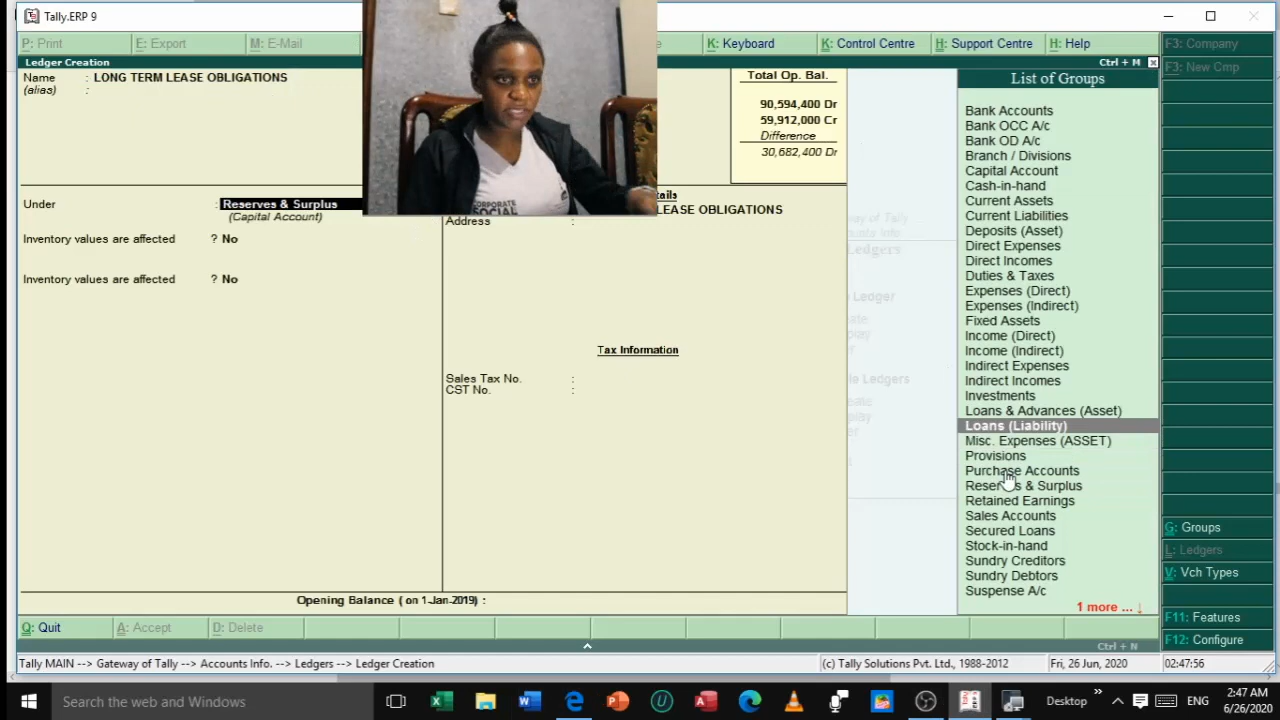 Tally.ERP 9
P: Print
E: Export
M: E-Mail
K: Keyboard
K: Control Centre
H: Support Centre
H: Help
F3: Company
F3: New Cmp
Ledger Creation
Ctrl + M
Name : LONG TERM LEASE OBLIGATIONS
(alias) :
Total Op. Bal.
90,594,400 Dr
59,912,000 Cr
Difference
30,682,400 Dr
Under : Reserves & Surplus
(Capital Account)
Inventory values are affected ? No
Inventory values are affected ? No
ails
LEASE OBLIGATIONS
Address :
CORPORATE
SOCIAL
Tax Information
Sales Tax No. :
CST No. :
Opening Balance ( on 1-Jan-2019) :
List of Groups
Bank Accounts
Bank OCC A/c
Bank OD A/c
Branch / Divisions
Capital Account
Cash-in-hand
Current Assets
Current Liabilities
Deposits (Asset)
Direct Expenses
Direct Incomes
Duties & Taxes
Expenses (Direct)
Expenses (Indirect)
Fixed Assets
Income (Direct)
Income (Indirect)
Indirect Expenses
Indirect Incomes
Investments
Loans & Advances (Asset)
Loans (Liability)
Misc. Expenses (ASSET)
Provisions
Purchase Accounts
Reserves & Surplus
Retained Earnings
Sales Accounts
Secured Loans
Stock-in-hand
Sundry Creditors
Sundry Debtors
Suspense A/c
1 more ... ↓
G: Groups
L: Ledgers
V: Vch Types
F11: Features
F12: Configure
Q: Quit
A: Accept
D: Delete
Ctrl + N
Tally MAIN --> Gateway of Tally --> Accounts Info. --> Ledgers --> Ledger Creation
(c) Tally Solutions Pvt. Ltd., 1988-2012
Fri, 26 Jun, 2020
02:47:56
Search the web and Windows
Desktop
ENG
2:47 AM
6/26/2020